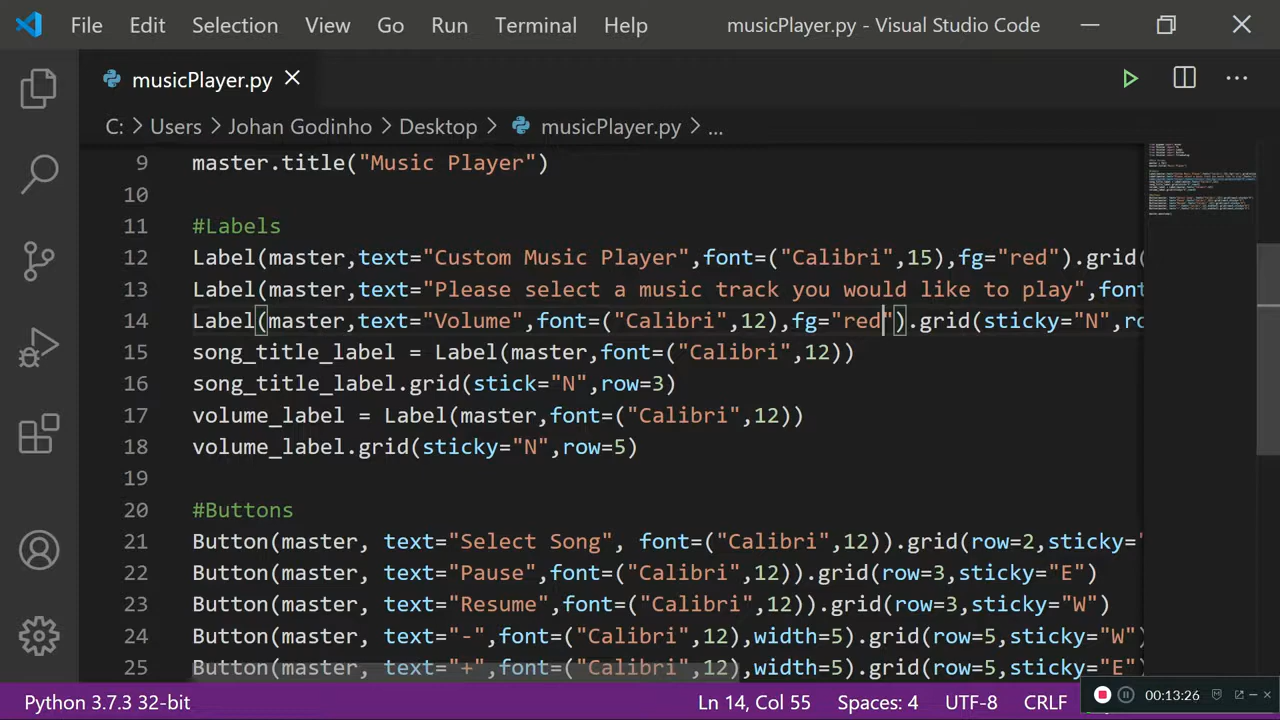 File Edit Selection View Go Run Terminal Help musicPlayer.py - Visual Studio Code
musicPlayer.py
C: > Users > Johan Godinho > Desktop > musicPlayer.py > ...
9 master.title("Music Player")
10
11 #Labels
12 Label(master,text="Custom Music Player",font=("Calibri",15),fg="red").grid(
13 Label(master,text="Please select a music track you would like to play",font
14 Label(master,text="Volume",font=("Calibri",12),fg="red").grid(sticky="N",ro
15 song_title_label = Label(master,font=("Calibri",12))
16 song_title_label.grid(stick="N",row=3)
17 volume_label = Label(master,font=("Calibri",12))
18 volume_label.grid(sticky="N",row=5)
19
20 #Buttons
21 Button(master, text="Select Song", font=("Calibri",12)).grid(row=2,sticky="
22 Button(master, text="Pause",font=("Calibri",12)).grid(row=3,sticky="E")
23 Button(master, text="Resume",font=("Calibri",12)).grid(row=3,sticky="W")
24 Button(master, text="-",font=("Calibri",12),width=5).grid(row=5,sticky="W")
25 Button(master, text="+",font=("Calibri",12),width=5).grid(row=5,sticky="E")
Python 3.7.3 32-bit Ln 14, Col 55 Spaces: 4 UTF-8 CRLF 00:13:26